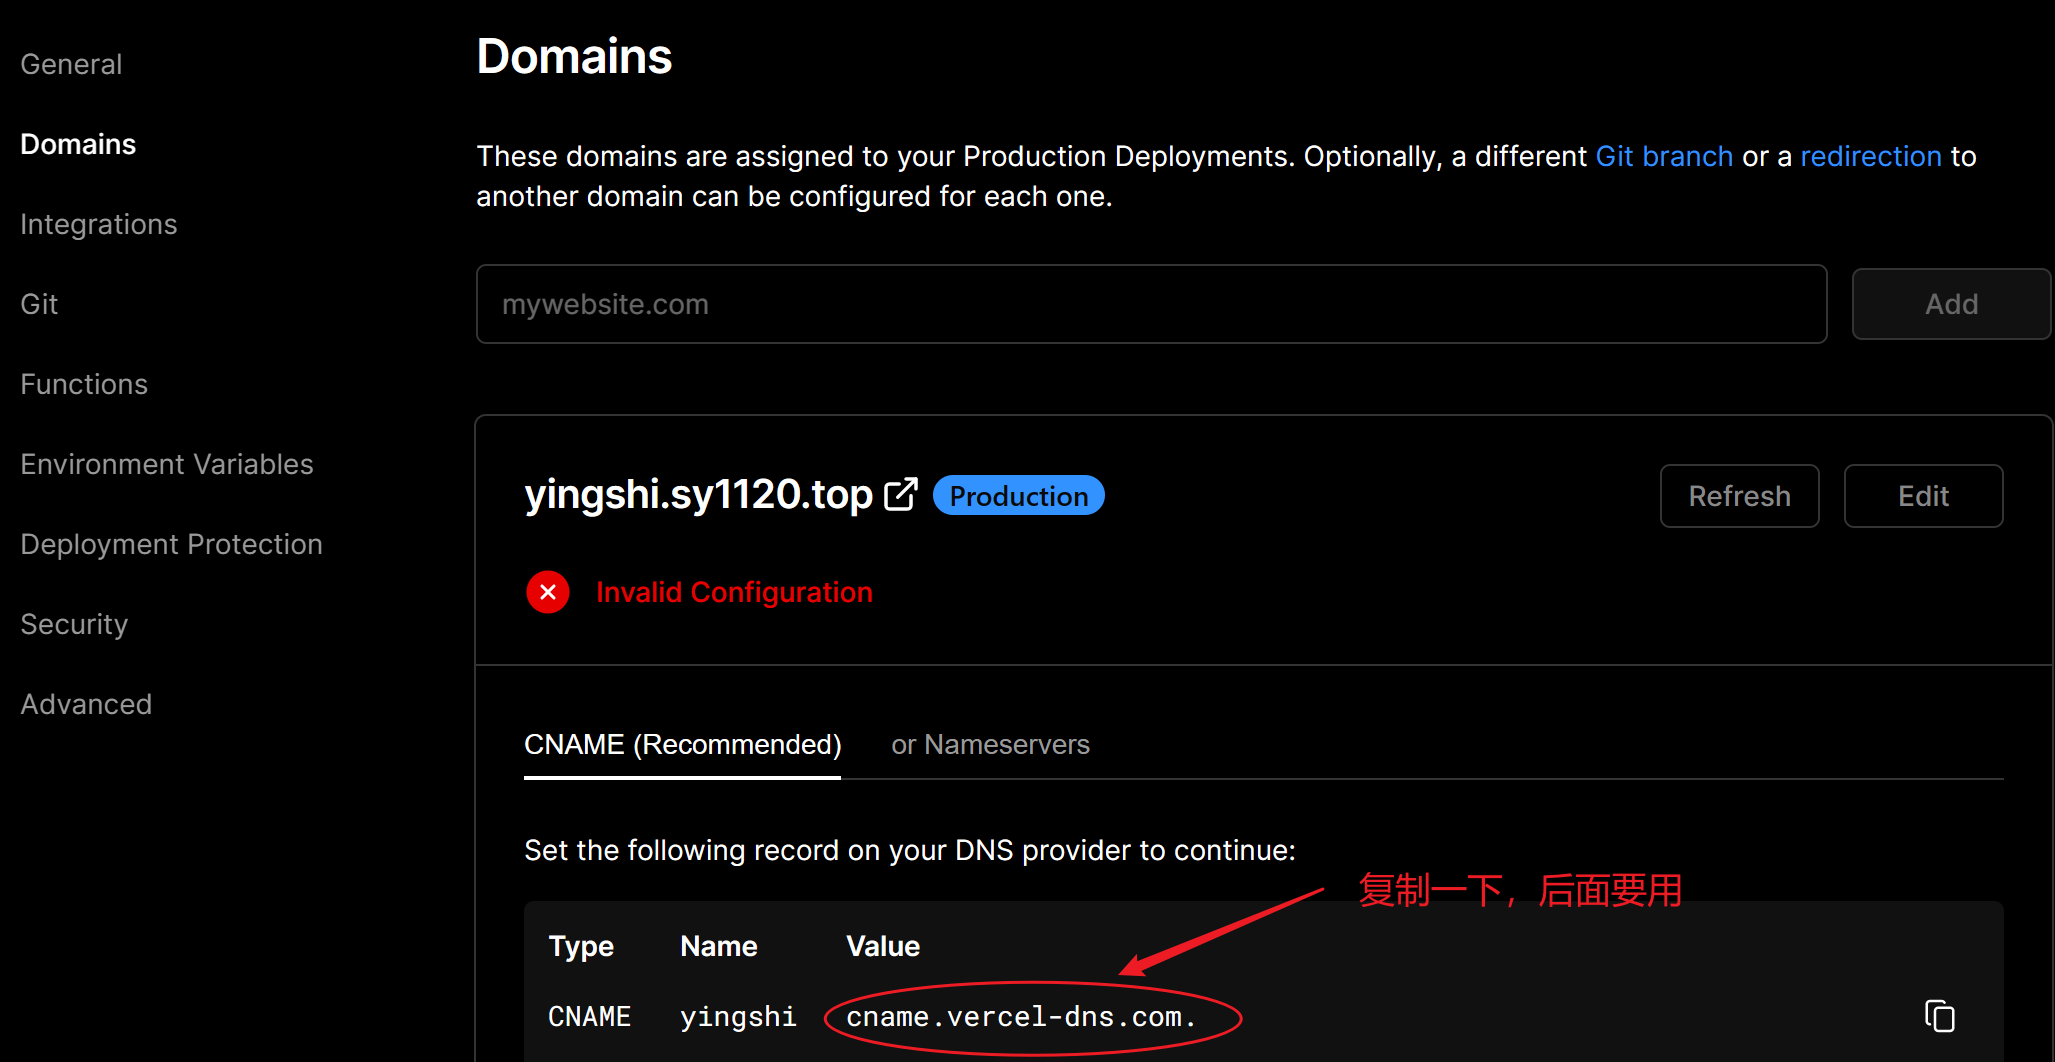 General
Domains
Integrations
Git
Functions
Environment Variables
Deployment Protection
Security
Advanced
Domains
These domains are assigned to your Production Deployments. Optionally, a different Git branch or a redirection to
another domain can be configured for each one.
mywebsite.com
Add
yingshi.sy1120.top
Production
Refresh
Edit
Invalid Configuration
CNAME (Recommended)
or Nameservers
Set the following record on your DNS provider to continue:
复制一下，后面要用
Type Name Value
CNAME yingshi cname.vercel-dns.com.